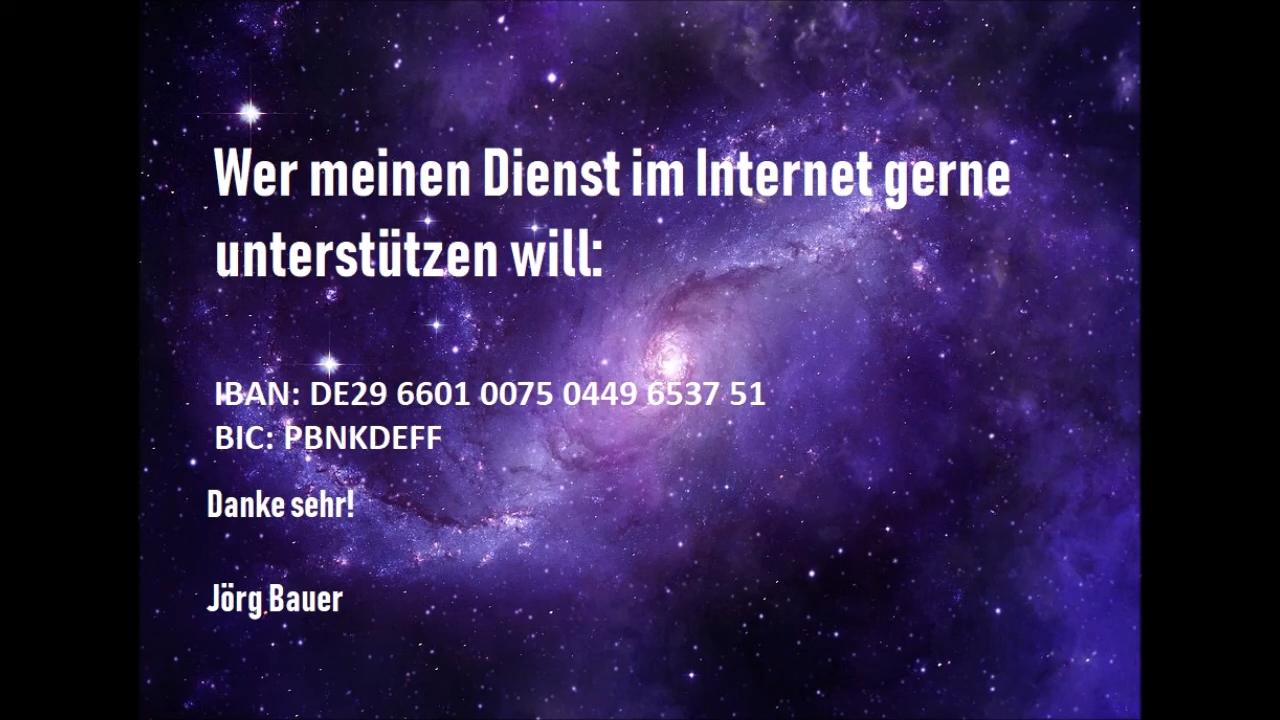 Wer meinen Dienst im Internet gerne
unterstützen will:
IBAN: DE29 6601 0075 0449 6537 51
BIC: PBNKDEFF
Danke sehr!
Jörg Bauer